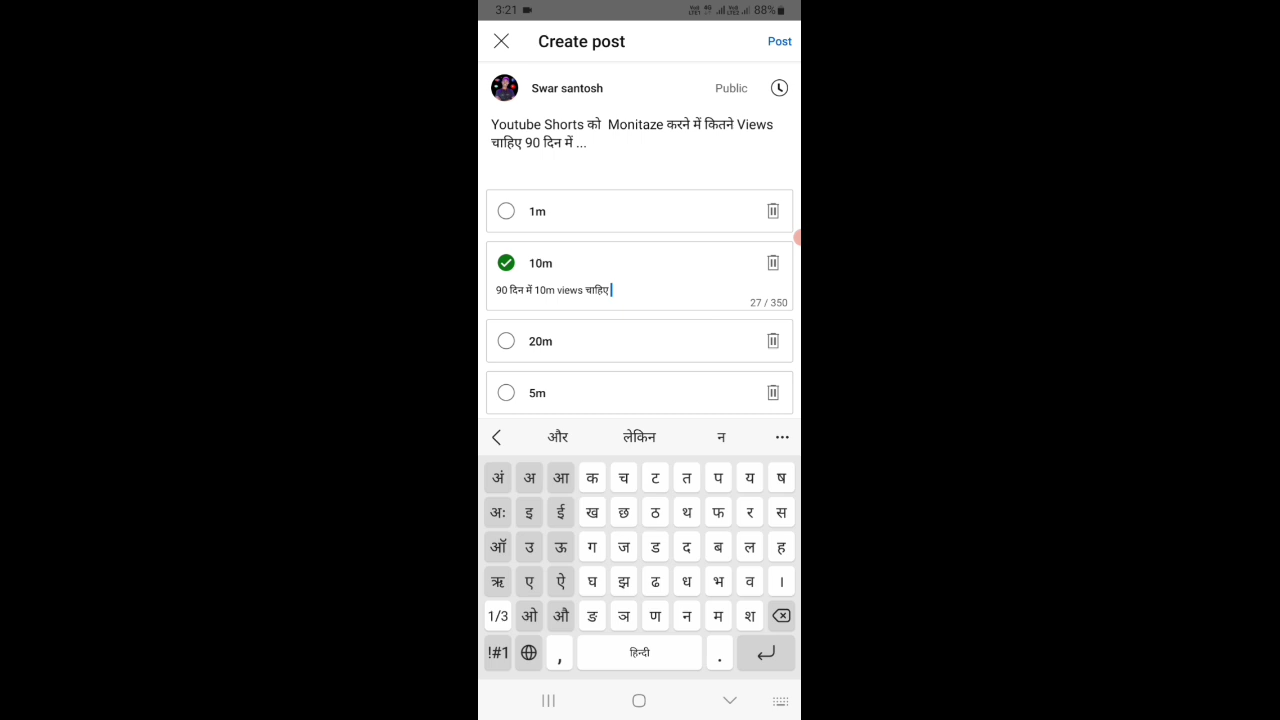 3:21 88%
Create post Post
Swar santosh Public
Youtube Shorts को Monitaze करने में कितने Views
चाहिए 90 दिन में ...
1m
10m
90 दिन में 10m views चाहिए
27 / 350
20m
5m
और लेकिन न
अं अ आ क च ट त प य ष
अः इ ई ख छ ठ थ फ र स
ऑ उ ऊ ग ज ड द ब ल ह
ऋ ए ऐ घ झ ढ ध भ व ।
1/3 ओ औ ङ ञ ण न म श
!#1 , हिन्दी .